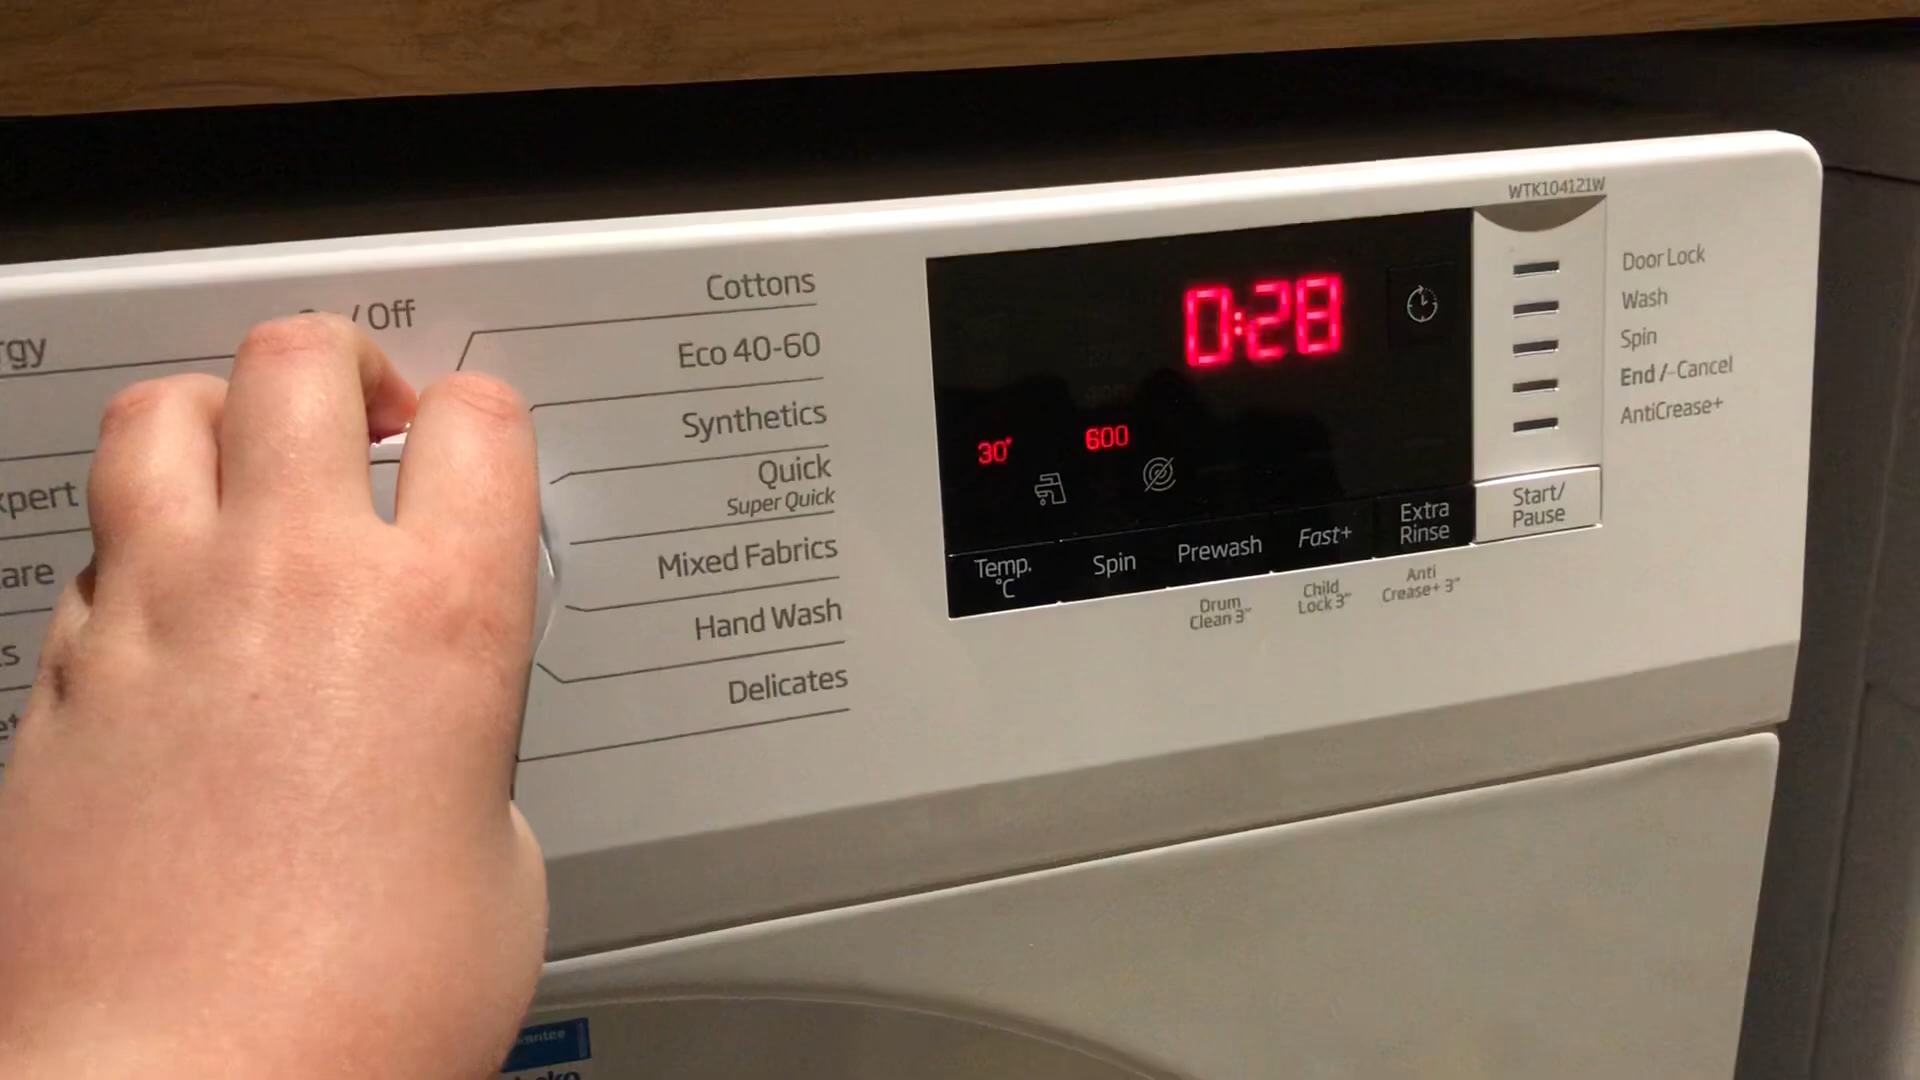 WTK104121W
/ Off
rgy
xpert
are
Cottons
Eco 40-60
Synthetics
Quick
Super Quick
Mixed Fabrics
Hand Wash
Delicates
0:28
30°
600
Temp.
°C
Spin
Prewash
Fast+
Extra
Rinse
Drum
Clean 3"
Child
Lock 3"
Anti
Crease+ 3"
Start/
Pause
Door Lock
Wash
Spin
End / Cancel
AntiCrease+